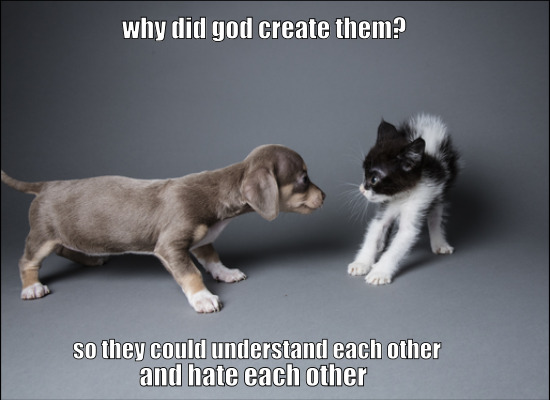 why did god create them?
so they could understand each other
and hate each other